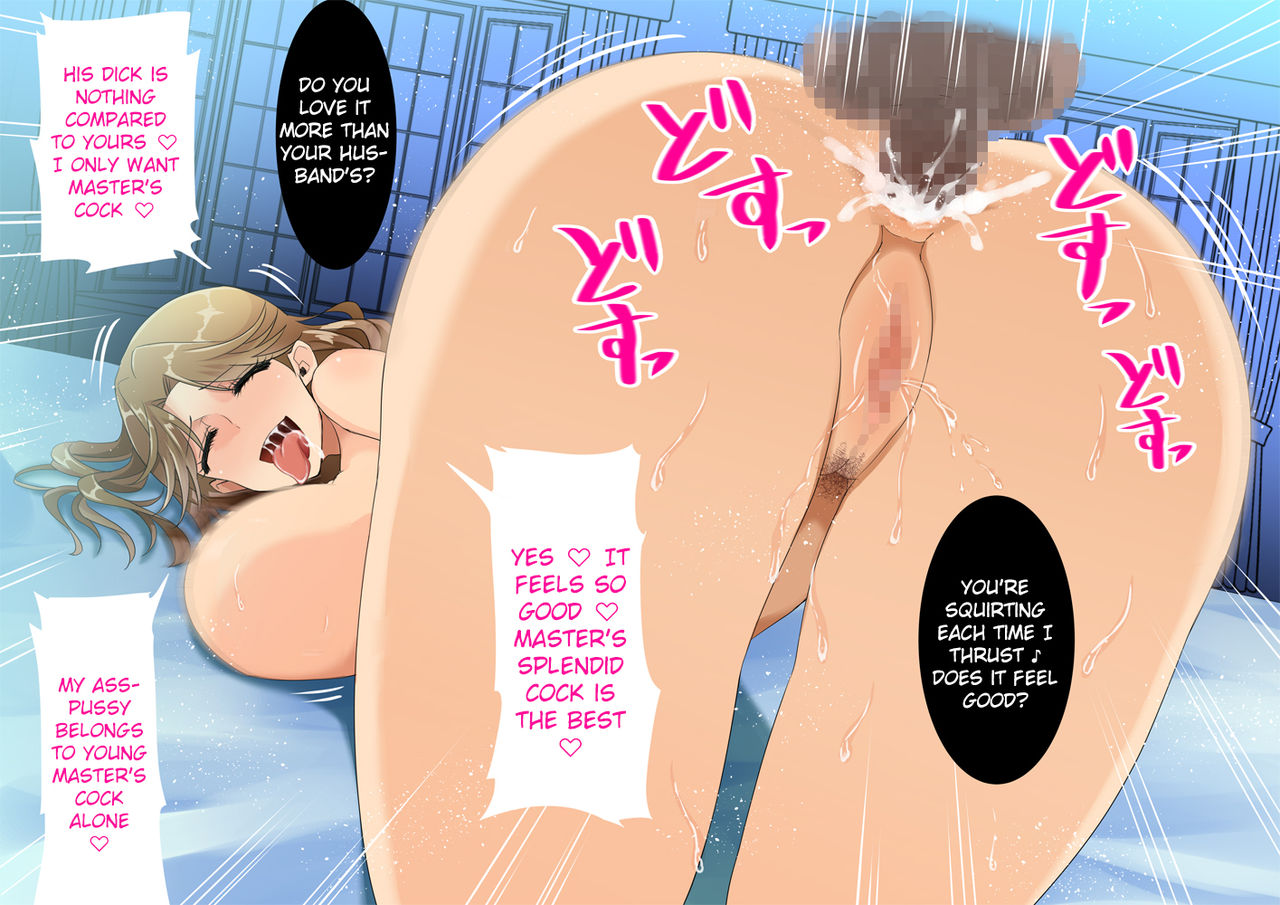 どすっ
どすっ
どすっ
どすっ
どすっ
YOU'RE
SQUIRTING
EACH TIME I
THRUST ♪
DOES IT FEEL
GOOD?
YES ♡ IT
FEELS SO
GOOD ♡
MASTER'S
SPLENDID
COCK IS
THE BEST
♡
DO YOU
LOVE IT
MORE THAN
YOUR HUS-
BAND'S?
HIS DICK IS
NOTHING
COMPARED
TO YOURS ♡
I ONLY WANT
MASTER'S
COCK ♡
MY ASS-
PUSSY
BELONGS
TO YOUNG
MASTER'S
COCK
ALONE
♡